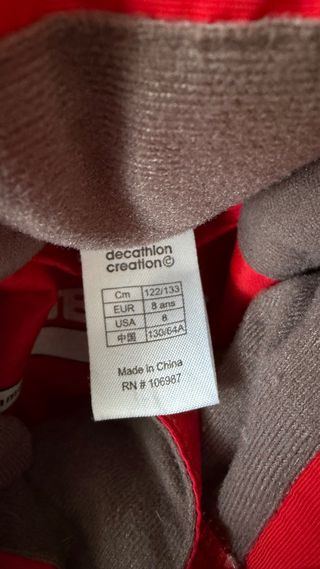 decathlon
creation©
Cm 122/133
EUR 8 ans
USA 8
中国 130/64A
Made in China
RN # 106987